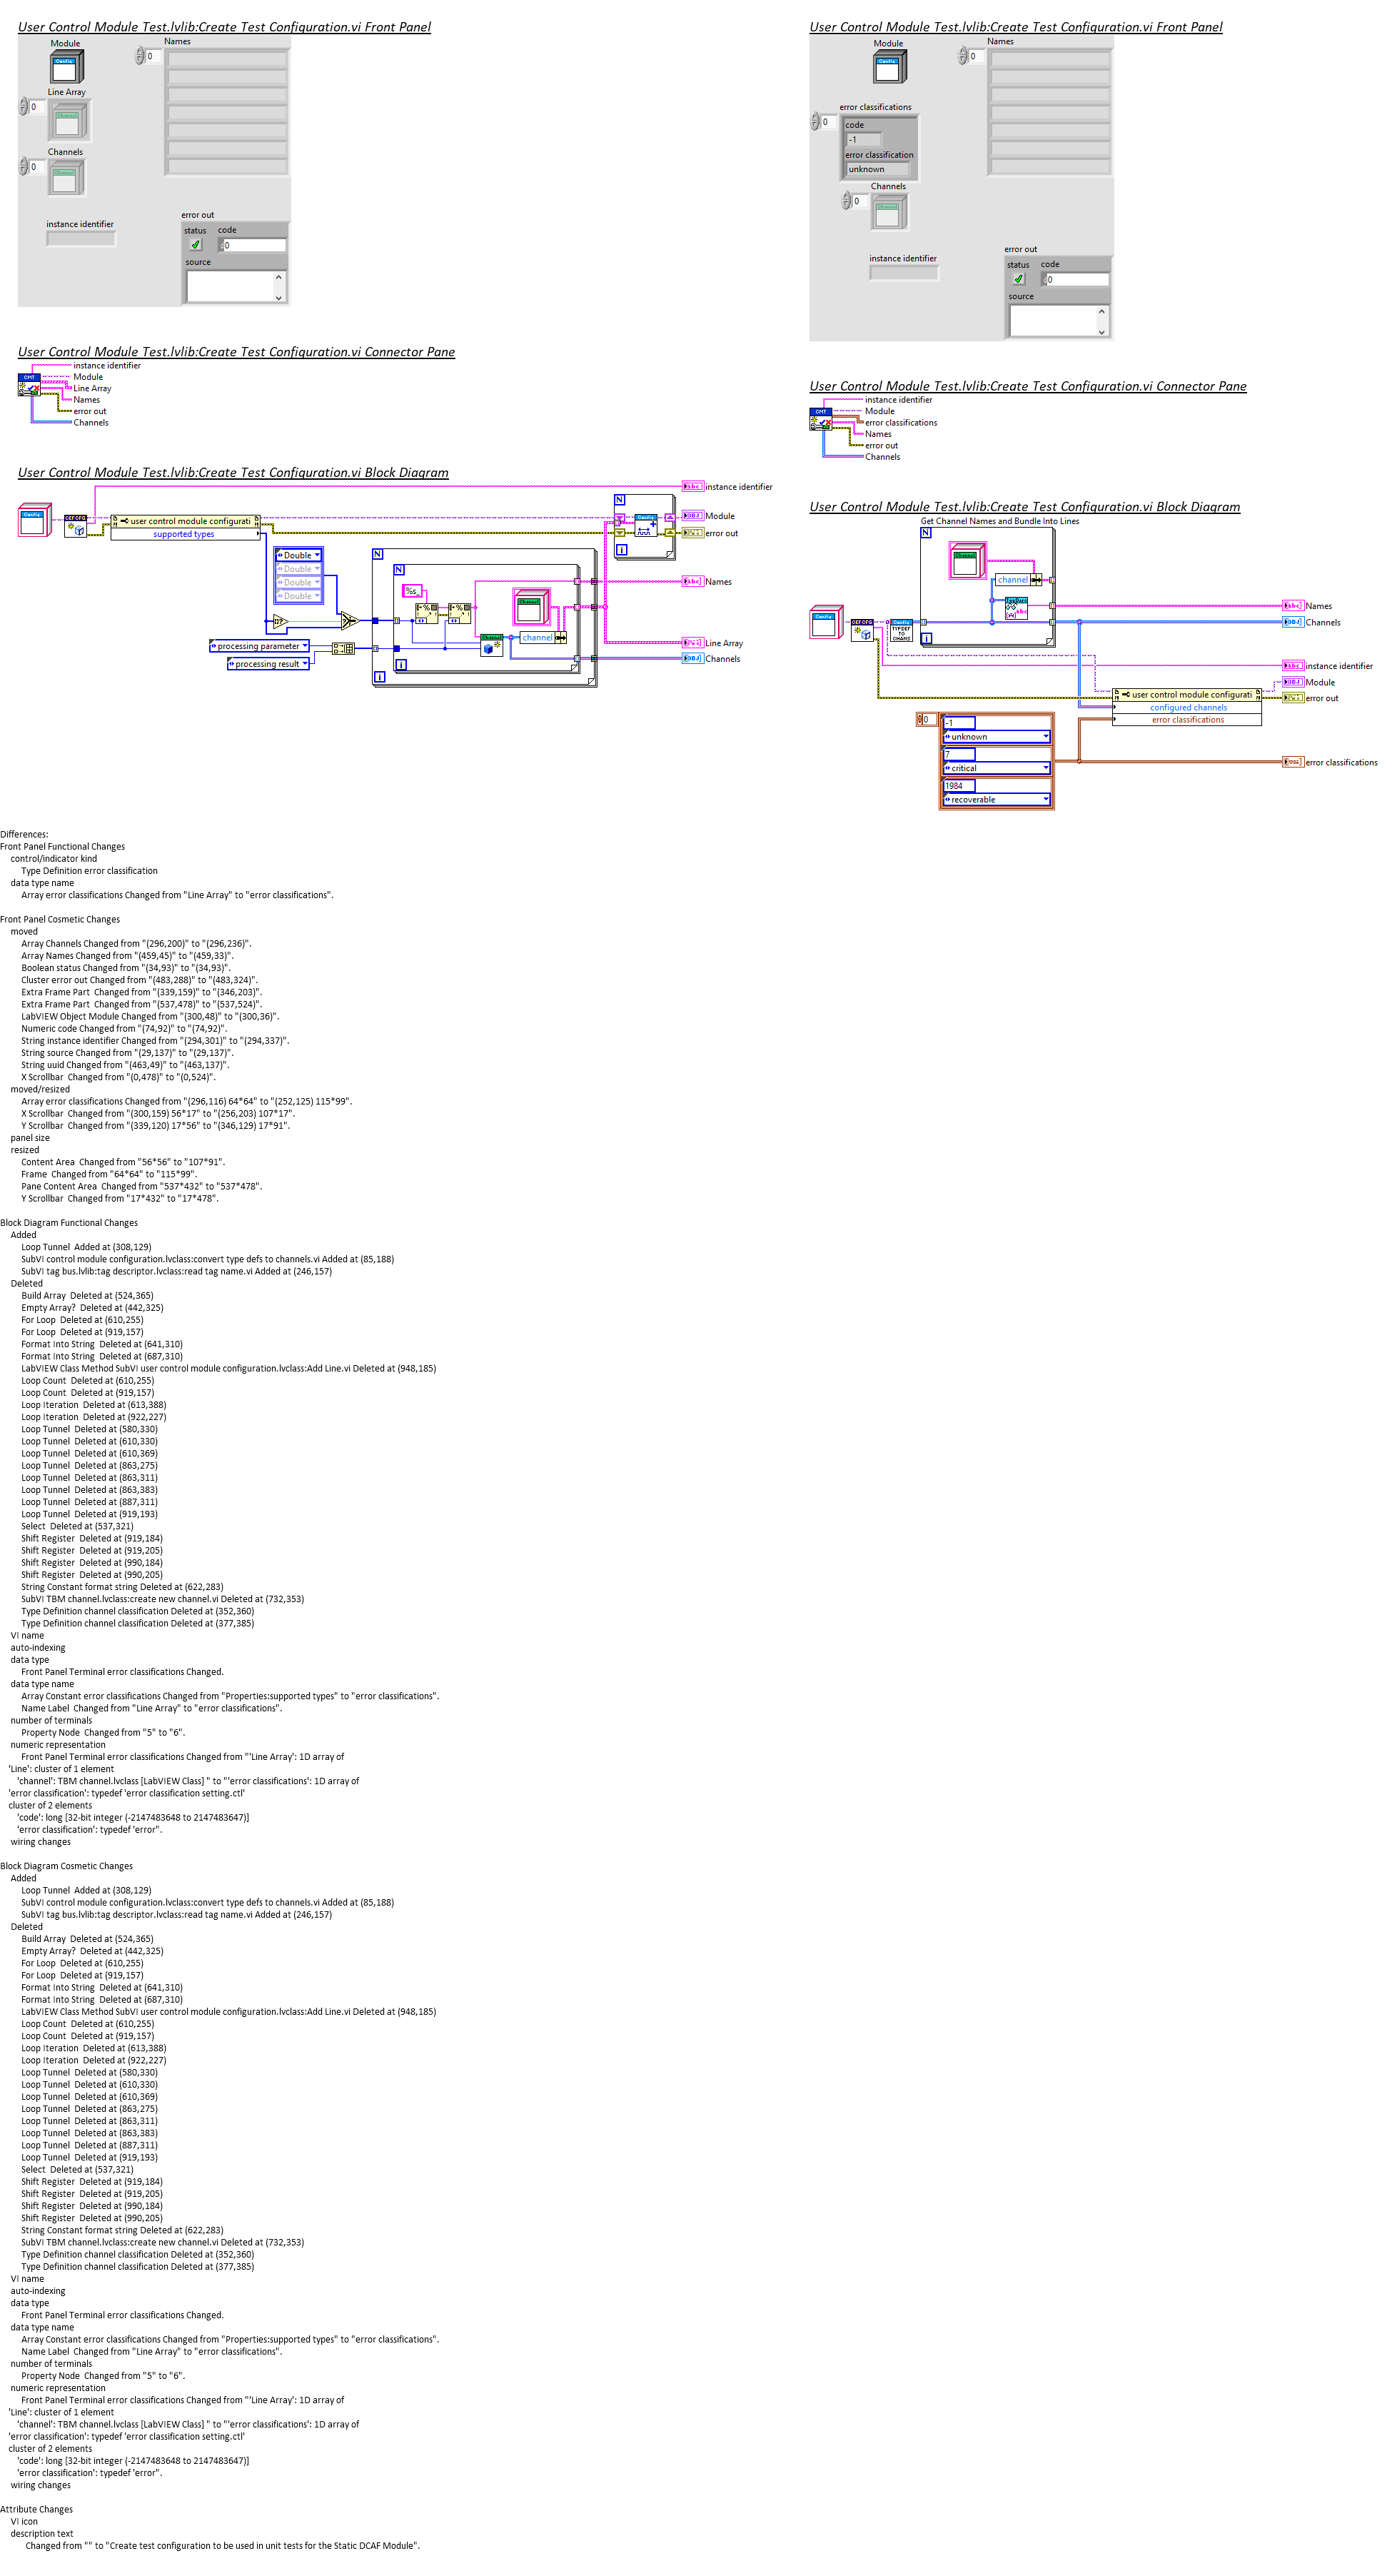 User Control Module Test.lvlib:Create Test Configuration.vi Front Panel
Module
Names
Config
0
Line Array
0
Channel
Channels
0
Channel
instance identifier
error out
status
code
0
source
User Control Module Test.lvlib:Create Test Configuration.vi Connector Pane
instance identifier
Module
Line Array
Names
error out
Channels
CMT
User Control Module Test.lvlib:Create Test Configuration.vi Block Diagram
instance identifier
Module
error out
Names
Line Array
Channels
Config
user control module configurati
supported types
Double
Double
Double
Double
processing parameter
processing result
N
N
N
%s_
Channel
channel
i
i
i
User Control Module Test.lvlib:Create Test Configuration.vi Front Panel
Module
Names
Config
0
error classifications
0
code
-1
error classification
unknown
Channels
0
Channel
instance identifier
error out
status
code
0
source
User Control Module Test.lvlib:Create Test Configuration.vi Connector Pane
instance identifier
Module
error classifications
Names
error out
Channels
CMT
User Control Module Test.lvlib:Create Test Configuration.vi Block Diagram
Get Channel Names and Bundle Into Lines
N
Channel
channel
Config
TYPDEF
TO
CHANS
i
Names
Channels
instance identifier
Module
error out
error classifications
user control module configurati
configured channels
error classifications
0
-1
unknown
7
critical
1984
recoverable
Differences:
Front Panel Functional Changes
control/indicator kind
Type Definition error classification
data type name
Array error classifications Changed from "Line Array" to "error classifications".
Front Panel Cosmetic Changes
moved
Array Channels Changed from "(296,200)" to "(296,236)".
Array Names Changed from "(459,45)" to "(459,33)".
Boolean status Changed from "(34,93)" to "(34,93)".
Cluster error out Changed from "(483,288)" to "(483,324)".
Extra Frame Part  Changed from "(339,159)" to "(346,203)".
Extra Frame Part  Changed from "(537,478)" to "(537,524)".
LabVIEW Object Module Changed from "(300,48)" to "(300,36)".
Numeric code Changed from "(74,92)" to "(74,92)".
String instance identifier Changed from "(294,301)" to "(294,337)".
String source Changed from "(29,137)" to "(29,137)".
String uuid Changed from "(463,49)" to "(463,137)".
X Scrollbar  Changed from "(0,478)" to "(0,524)".
moved/resized
Array error classifications Changed from "(296,116) 64*64" to "(252,125) 115*99".
X Scrollbar  Changed from "(300,159) 56*17" to "(256,203) 107*17".
Y Scrollbar  Changed from "(339,120) 17*56" to "(346,129) 17*91".
panel size
resized
Content Area  Changed from "56*56" to "107*91".
Frame  Changed from "64*64" to "115*99".
Pane Content Area  Changed from "537*432" to "537*478".
Y Scrollbar  Changed from "17*432" to "17*478".
Block Diagram Functional Changes
Added
Loop Tunnel  Added at (308,129)
SubVI control module configuration.lvclass:convert type defs to channels.vi Added at (85,188)
SubVI tag bus.lvlib:tag descriptor.lvclass:read tag name.vi Added at (246,157)
Deleted
Build Array  Deleted at (524,365)
Empty Array?  Deleted at (442,325)
For Loop  Deleted at (610,255)
For Loop  Deleted at (919,157)
Format Into String  Deleted at (641,310)
Format Into String  Deleted at (687,310)
LabVIEW Class Method SubVI user control module configuration.lvclass:Add Line.vi Deleted at (948,185)
Loop Count  Deleted at (610,255)
Loop Count  Deleted at (919,157)
Loop Iteration  Deleted at (613,388)
Loop Iteration  Deleted at (922,227)
Loop Tunnel  Deleted at (580,330)
Loop Tunnel  Deleted at (610,330)
Loop Tunnel  Deleted at (610,369)
Loop Tunnel  Deleted at (863,275)
Loop Tunnel  Deleted at (863,311)
Loop Tunnel  Deleted at (863,383)
Loop Tunnel  Deleted at (887,311)
Loop Tunnel  Deleted at (919,193)
Select  Deleted at (537,321)
Shift Register  Deleted at (919,184)
Shift Register  Deleted at (919,205)
Shift Register  Deleted at (990,184)
Shift Register  Deleted at (990,205)
String Constant format string Deleted at (622,283)
SubVI TBM channel.lvclass:create new channel.vi Deleted at (732,353)
Type Definition channel classification Deleted at (352,360)
Type Definition channel classification Deleted at (377,385)
VI name
auto-indexing
data type
Front Panel Terminal error classifications Changed.
data type name
Array Constant error classifications Changed from "Properties:supported types" to "error classifications".
Name Label  Changed from "Line Array" to "error classifications".
number of terminals
Property Node  Changed from "5" to "6".
numeric representation
Front Panel Terminal error classifications Changed from "'Line Array': 1D array of
'Line': cluster of 1 element
'channel': TBM channel.lvclass [LabVIEW Class] " to "'error classifications': 1D array of
'error classification': typedef 'error classification setting.ctl'
cluster of 2 elements
'code': long [32-bit integer (-2147483648 to 2147483647)]
'error classification': typedef 'error".
wiring changes
Block Diagram Cosmetic Changes
Added
Loop Tunnel  Added at (308,129)
SubVI control module configuration.lvclass:convert type defs to channels.vi Added at (85,188)
SubVI tag bus.lvlib:tag descriptor.lvclass:read tag name.vi Added at (246,157)
Deleted
Build Array  Deleted at (524,365)
Empty Array?  Deleted at (442,325)
For Loop  Deleted at (610,255)
For Loop  Deleted at (919,157)
Format Into String  Deleted at (641,310)
Format Into String  Deleted at (687,310)
LabVIEW Class Method SubVI user control module configuration.lvclass:Add Line.vi Deleted at (948,185)
Loop Count  Deleted at (610,255)
Loop Count  Deleted at (919,157)
Loop Iteration  Deleted at (613,388)
Loop Iteration  Deleted at (922,227)
Loop Tunnel  Deleted at (580,330)
Loop Tunnel  Deleted at (610,330)
Loop Tunnel  Deleted at (610,369)
Loop Tunnel  Deleted at (863,275)
Loop Tunnel  Deleted at (863,311)
Loop Tunnel  Deleted at (863,383)
Loop Tunnel  Deleted at (887,311)
Loop Tunnel  Deleted at (919,193)
Select  Deleted at (537,321)
Shift Register  Deleted at (919,184)
Shift Register  Deleted at (919,205)
Shift Register  Deleted at (990,184)
Shift Register  Deleted at (990,205)
String Constant format string Deleted at (622,283)
SubVI TBM channel.lvclass:create new channel.vi Deleted at (732,353)
Type Definition channel classification Deleted at (352,360)
Type Definition channel classification Deleted at (377,385)
VI name
auto-indexing
data type
Front Panel Terminal error classifications Changed.
data type name
Array Constant error classifications Changed from "Properties:supported types" to "error classifications".
Name Label  Changed from "Line Array" to "error classifications".
number of terminals
Property Node  Changed from "5" to "6".
numeric representation
Front Panel Terminal error classifications Changed from "'Line Array': 1D array of
'Line': cluster of 1 element
'channel': TBM channel.lvclass [LabVIEW Class] " to "'error classifications': 1D array of
'error classification': typedef 'error classification setting.ctl'
cluster of 2 elements
'code': long [32-bit integer (-2147483648 to 2147483647)]
'error classification': typedef 'error".
wiring changes
Attribute Changes
VI icon
description text
Changed from "" to "Create test configuration to be used in unit tests for the Static DCAF Module".